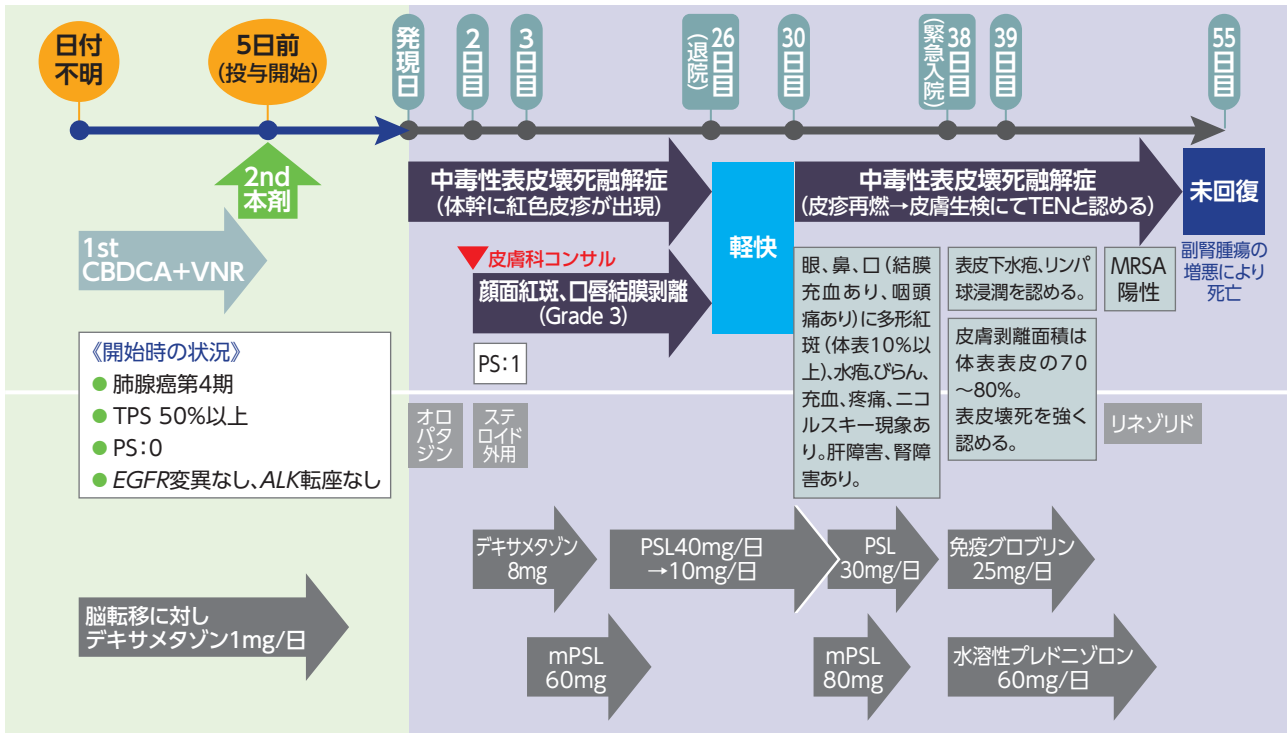 日付
不明
5日前
(投与開始)
発現日
2日目
3日目
26日目
(退院)
30日目
38日目
(緊急入院)
39日目
55日目
2nd
本剤
1st
CBDCA+VNR
中毒性表皮壊死融解症
(体幹に紅色皮疹が出現)
皮膚科コンサル
顔面紅斑、口唇結膜剥離
(Grade 3)
PS:1
軽快
中毒性表皮壊死融解症
(皮疹再燃→皮膚生検にてTENと認める)
未回復
副腎腫瘍の
増悪により
死亡
眼、鼻、口(結膜
充血あり、咽頭
痛あり)に多形紅
斑(体表10%以
上)、水疱、びらん、
充血、疼痛、ニコ
ルスキー現象あ
り。肝障害、腎障
害あり。
表皮下水疱、リンパ
球浸潤を認める。
皮膚剥離面積は
体表表皮の70
~80%。
表皮壊死を強く
認める。
MRSA
陽性
《開始時の状況》
● 肺腺癌第4期
● TPS 50%以上
● PS:0
● EGFR変異なし、ALK転座なし
オロ
パタ
ジン
ステ
ロイド
外用
リネゾリド
デキサメタゾン
8mg
PSL40mg/日
→10mg/日
PSL
30mg/日
免疫グロブリン
25mg/日
脳転移に対し
デキサメタゾン1mg/日
mPSL
60mg
mPSL
80mg
水溶性プレドニゾロン
60mg/日